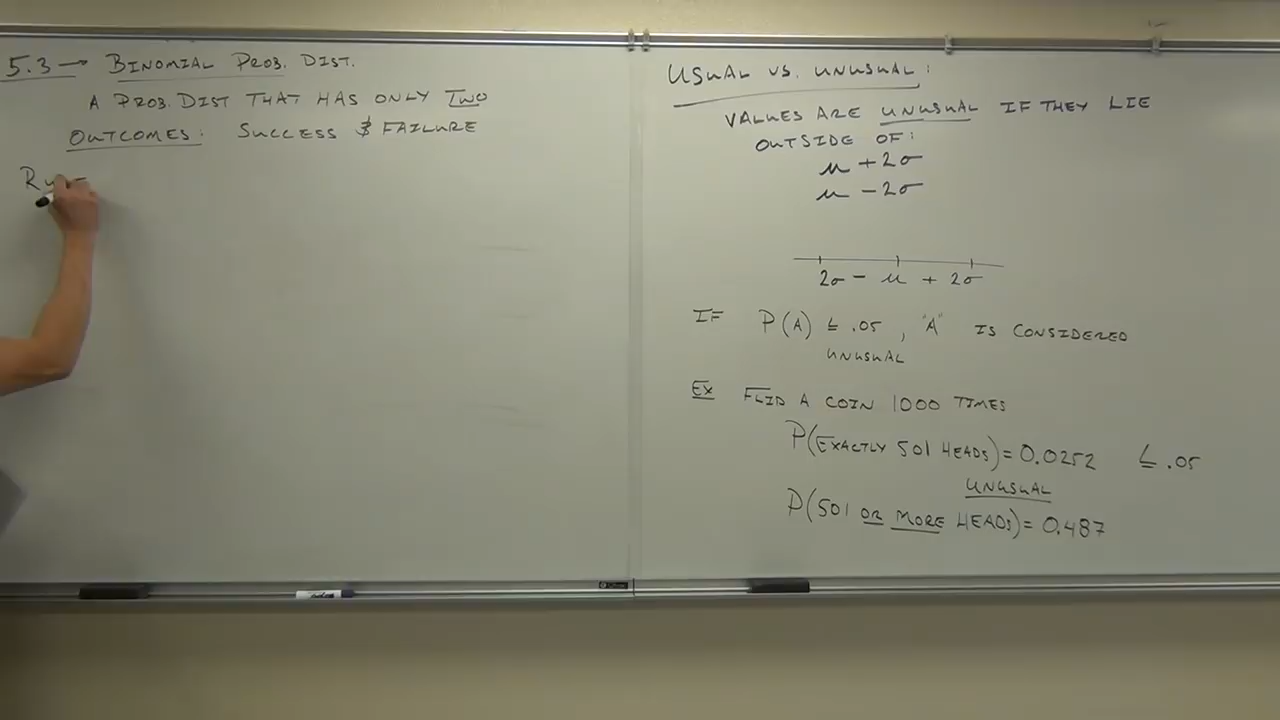 5.3 → BINOMIAL PROB. DIST.
A PROB. DIST THAT HAS ONLY TWO
OUTCOMES: SUCCESS & FAILURE
USUAL VS. UNUSUAL:
VALUES ARE UNUSUAL IF THEY LIE
OUTSIDE OF:
μ + 2σ
μ - 2σ
2σ - μ + 2σ
IF P(A) ≤ .05, "A" IS CONSIDERED
UNUSUAL
EX FLIP A COIN 1000 TIMES
P(EXACTLY 501 HEADS) = 0.0252 ≤ .05
UNUSUAL
P(501 OR MORE HEADS) = 0.487